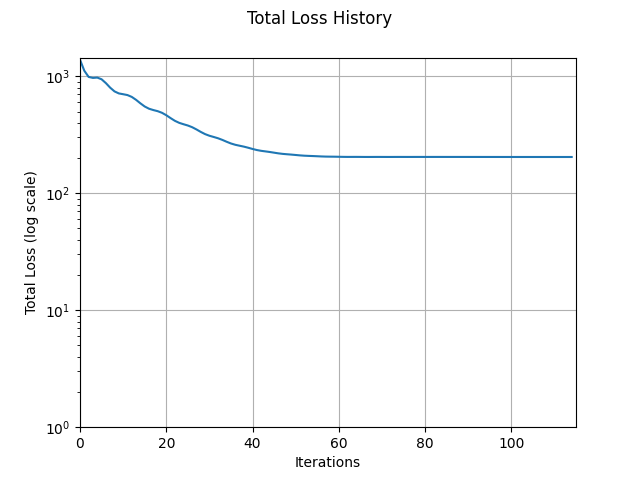 Total Loss History
Total Loss (log scale)
10³
10²
10¹
10⁰
0 20 40 60 80 100
Iterations